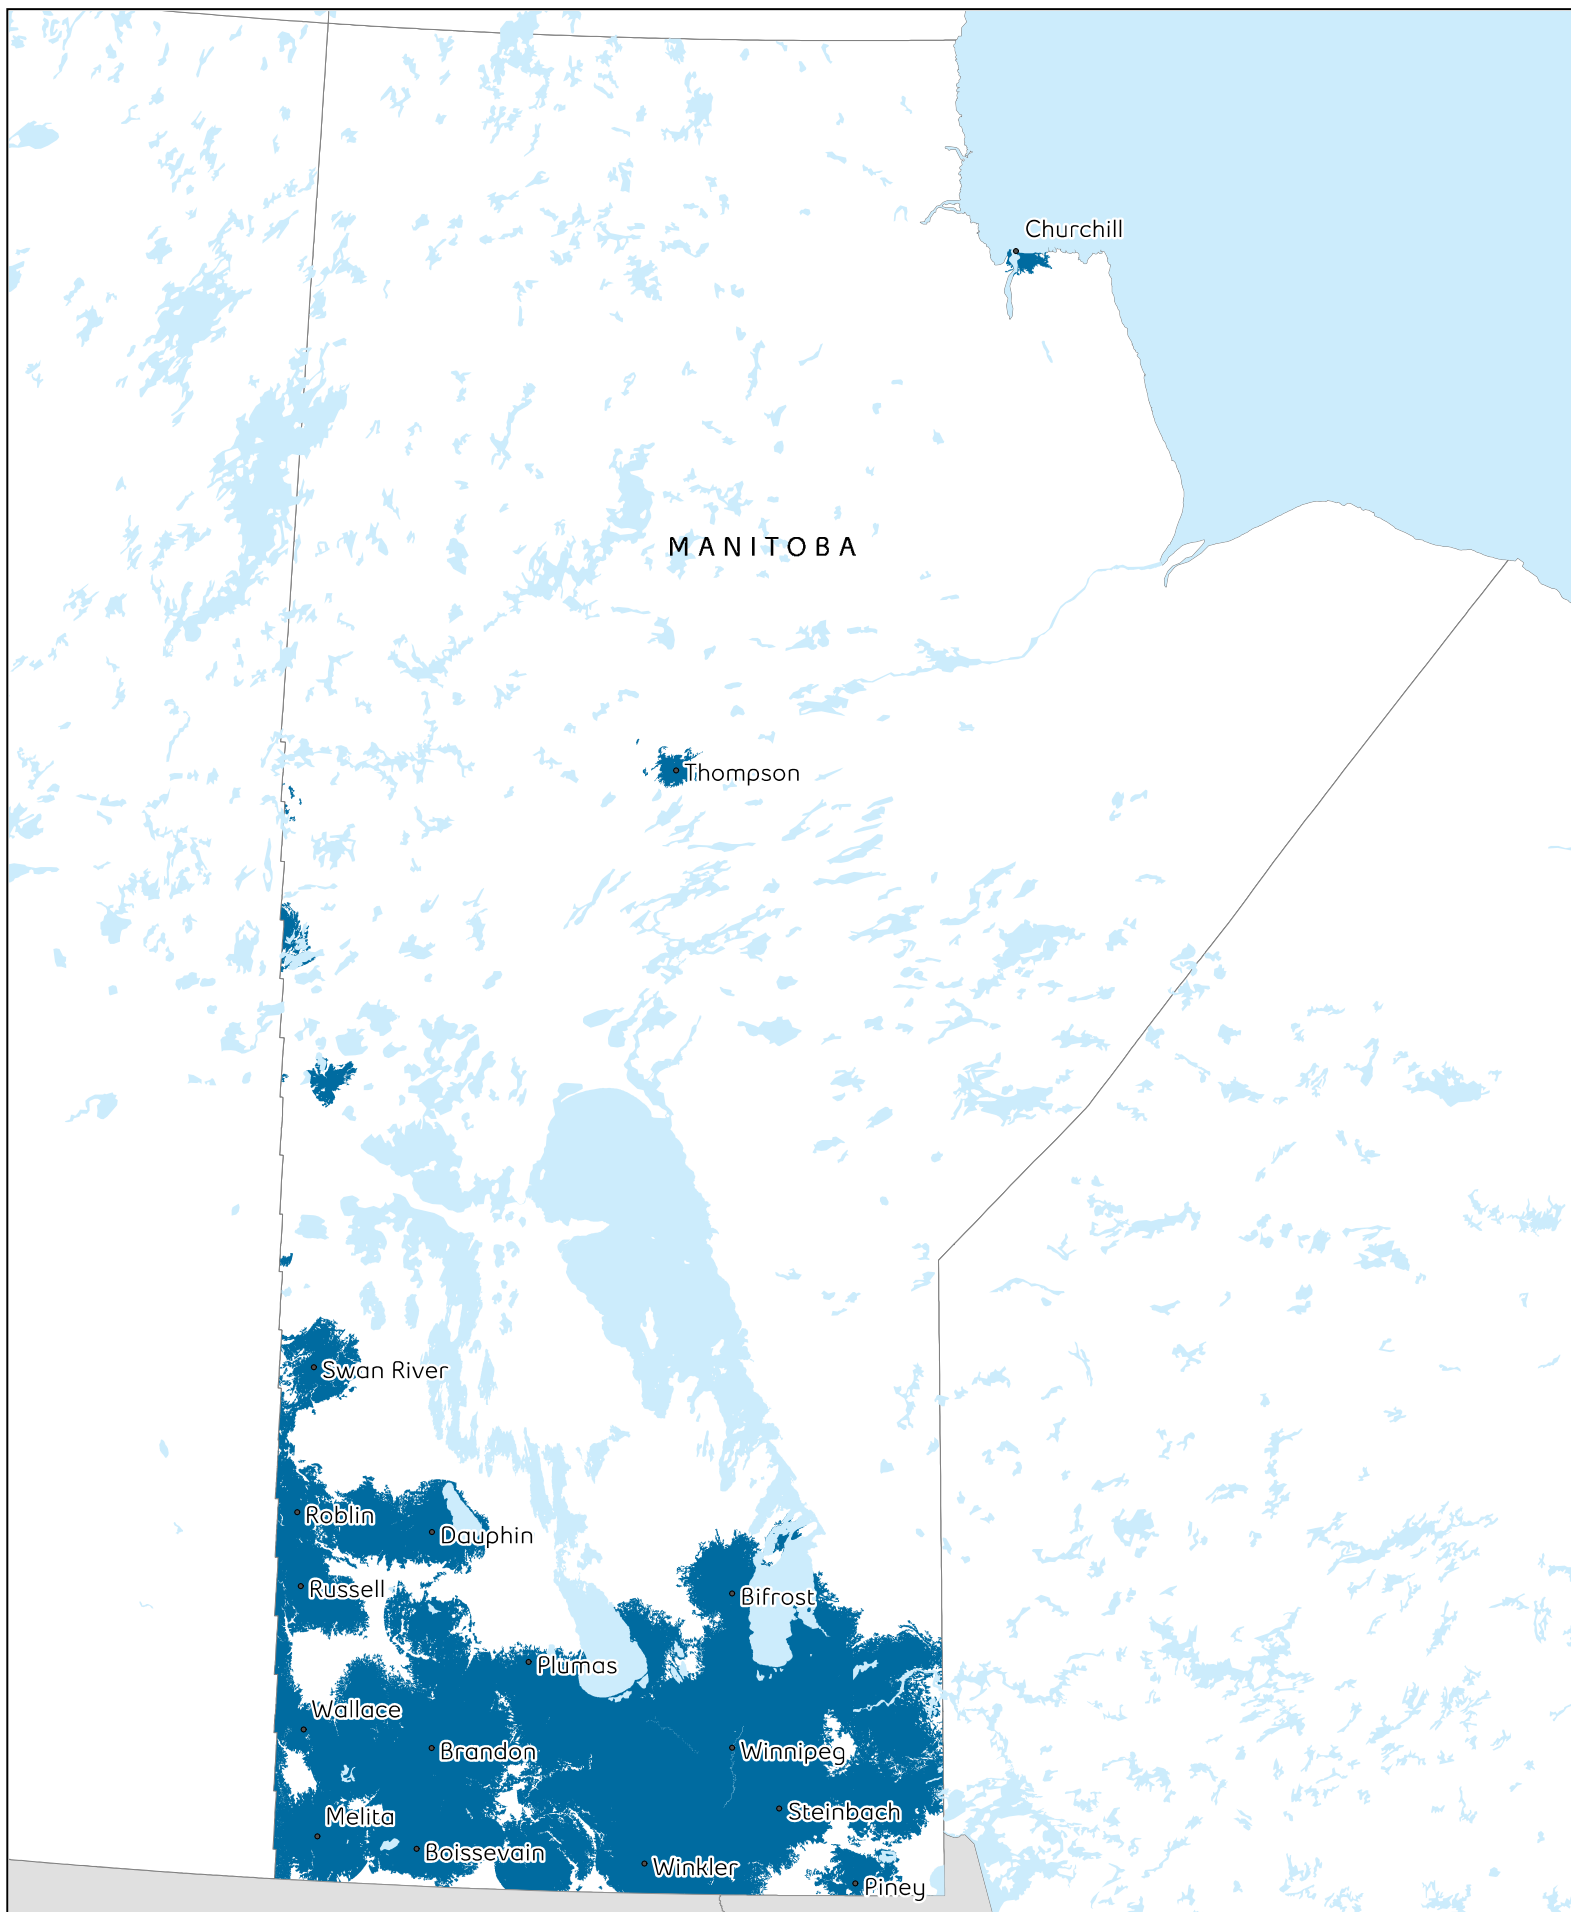 Churchill
MANITOBA
Thompson
Swan River
Roblin
Dauphin
Russell
Bifrost
Plumas
Wallace
Brandon
Winnipeg
Steinbach
Melita
Boissevain
Winkler
Piney